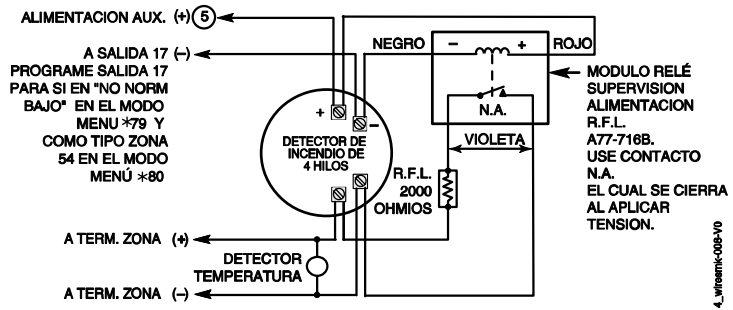 ALIMENTACION AUX. (+) 5
A SALIDA 17 (–)
PROGRAME SALIDA 17
PARA SI EN "NO NORM
BAJO" EN EL MODO
MENU *79 Y
COMO TIPO ZONA
54 EN EL MODO
MENÚ *80
NEGRO
– +
ROJO
N.A.
VIOLETA
MODULO RELÉ
SUPERVISION
ALIMENTACION
R.F.L.
A77-716B.
USE CONTACTO
N.A.
EL CUAL SE CIERRA
AL APLICAR
TENSION.
+ –
DETECTOR DE
INCENDIO DE
4 HILOS
R.F.L.
2000
OHMIOS
A TERM. ZONA (+)
DETECTOR
TEMPERATURA
A TERM. ZONA (–)
4_wiresmk-008-V0